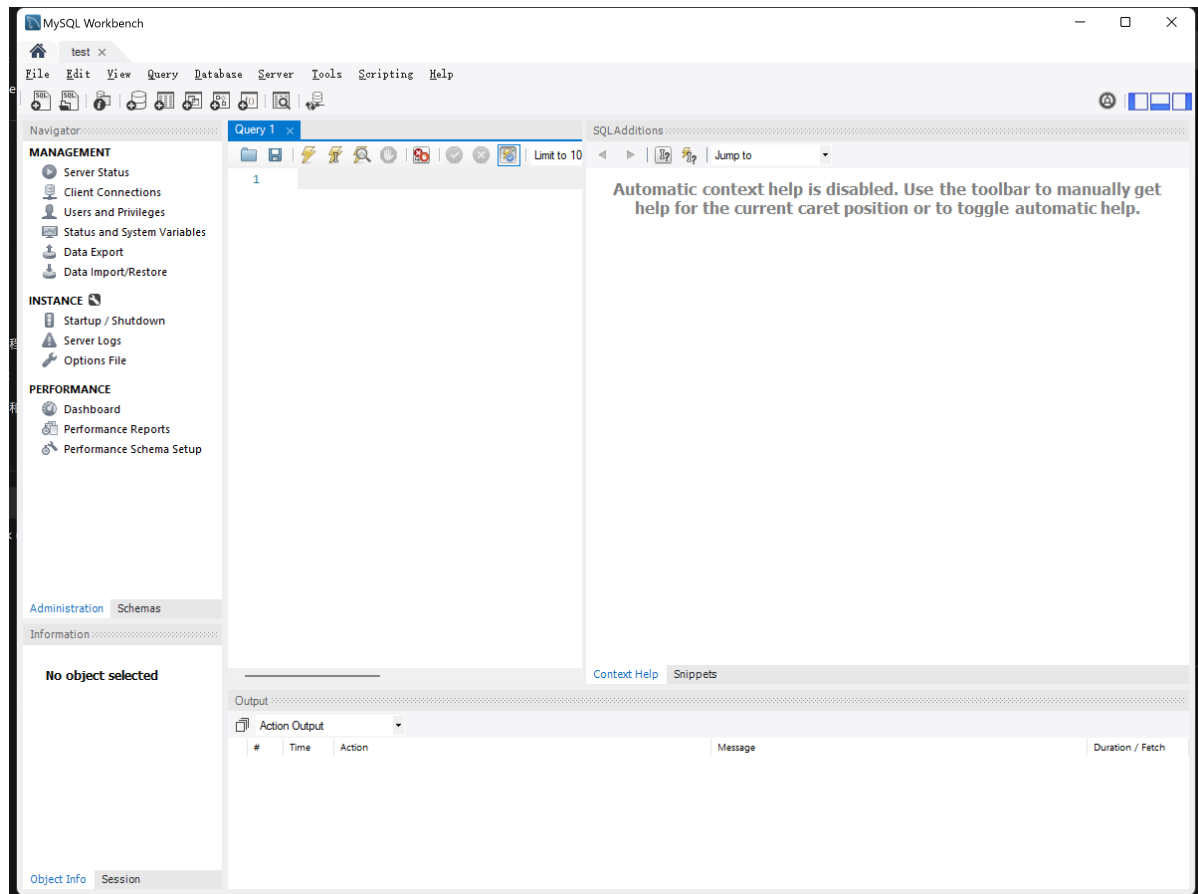 MySQL Workbench
test
File Edit View Query Database Server Tools Scripting Help
Navigator
MANAGEMENT
Server Status
Client Connections
Users and Privileges
Status and System Variables
Data Export
Data Import/Restore
INSTANCE
Startup / Shutdown
Server Logs
Options File
PERFORMANCE
Dashboard
Performance Reports
Performance Schema Setup
Administration Schemas
Information
No object selected
Object Info Session
Query 1
Limit to 10
1
SQLAdditions
Jump to
Automatic context help is disabled. Use the toolbar to manually get
help for the current caret position or to toggle automatic help.
Context Help Snippets
Output
Action Output
# Time Action Message Duration / Fetch